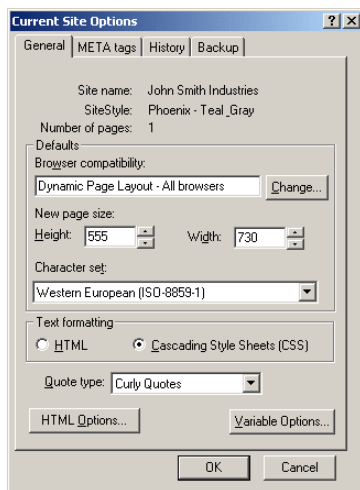 Current Site Options
General META tags History Backup
Site name: John Smith Industries
SiteStyle: Phoenix - Teal_Gray
Number of pages: 1
Defaults
Browser compatibility:
Dynamic Page Layout - All browsers Change...
New page size:
Height: 555 Width: 730
Character set:
Western European (ISO-8859-1)
Text formatting
HTML Cascading Style Sheets (CSS)
Quote type: Curly Quotes
HTML Options... Variable Options...
OK Cancel